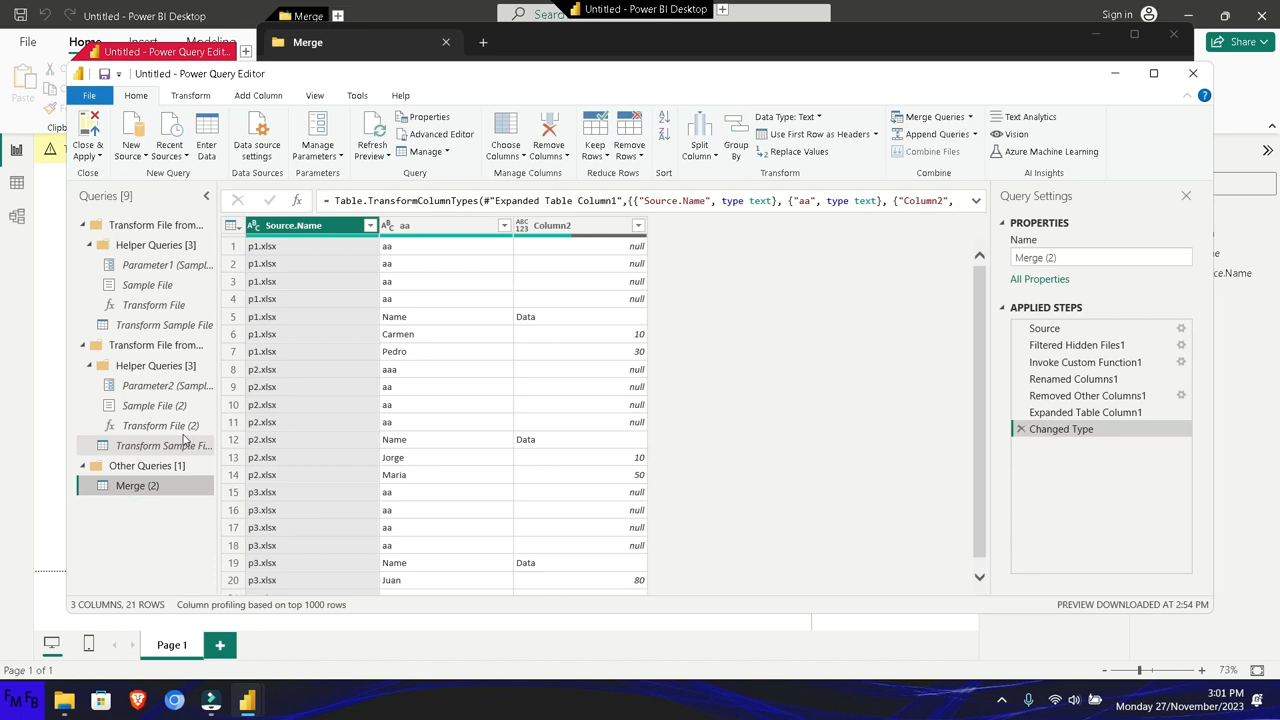 Merge
Search
Untitled - Power BI Desktop
Sign in
File
Home
Insert
Modeling
Share
Untitled - Power Query Edit...
Merge
Paste
Clipb
Untitled - Power Query Editor
File
Home
Transform
Add Column
View
Tools
Help
Close & Apply
New Source
Recent Sources
Enter Data
Data source settings
Manage Parameters
Refresh Preview
Properties
Advanced Editor
Manage
Choose Columns
Remove Columns
Keep Rows
Remove Rows
Split Column
Group By
Data Type: Text
Use First Row as Headers
Replace Values
Merge Queries
Append Queries
Combine Files
Text Analytics
Vision
Azure Machine Learning
Close
New Query
Data Sources
Parameters
Query
Manage Columns
Reduce Rows
Sort
Transform
Combine
AI Insights
Queries [9]
Transform File from...
Helper Queries [3]
Parameter1 (Sampl...
Sample File
Transform File
Transform Sample File
Transform File from...
Helper Queries [3]
Parameter2 (Sampl...
Sample File (2)
Transform File (2)
Transform Sample Fi...
Other Queries [1]
Merge (2)
= Table.TransformColumnTypes(#"Expanded Table Column1",{{"Source.Name", type text}, {"aa", type text}, {"Column2",
Source.Name aa Column2
1 p1.xlsx aa null
2 p1.xlsx aa null
3 p1.xlsx aa null
4 p1.xlsx aa null
5 p1.xlsx Name Data
6 p1.xlsx Carmen 10
7 p1.xlsx Pedro 30
8 p2.xlsx aaa null
9 p2.xlsx aa null
10 p2.xlsx aa null
11 p2.xlsx aa null
12 p2.xlsx Name Data
13 p2.xlsx Jorge 10
14 p2.xlsx Maria 50
15 p3.xlsx aa null
16 p3.xlsx aa null
17 p3.xlsx aa null
18 p3.xlsx aa null
19 p3.xlsx Name Data
20 p3.xlsx Juan 80
Query Settings
PROPERTIES
Name
Merge (2)
All Properties
APPLIED STEPS
Source
Filtered Hidden Files1
Invoke Custom Function1
Renamed Columns1
Removed Other Columns1
Expanded Table Column1
Changed Type
3 COLUMNS, 21 ROWS
Column profiling based on top 1000 rows
PREVIEW DOWNLOADED AT 2:54 PM
Page 1
Page 1 of 1
73%
3:01 PM
Monday 27/November/2023